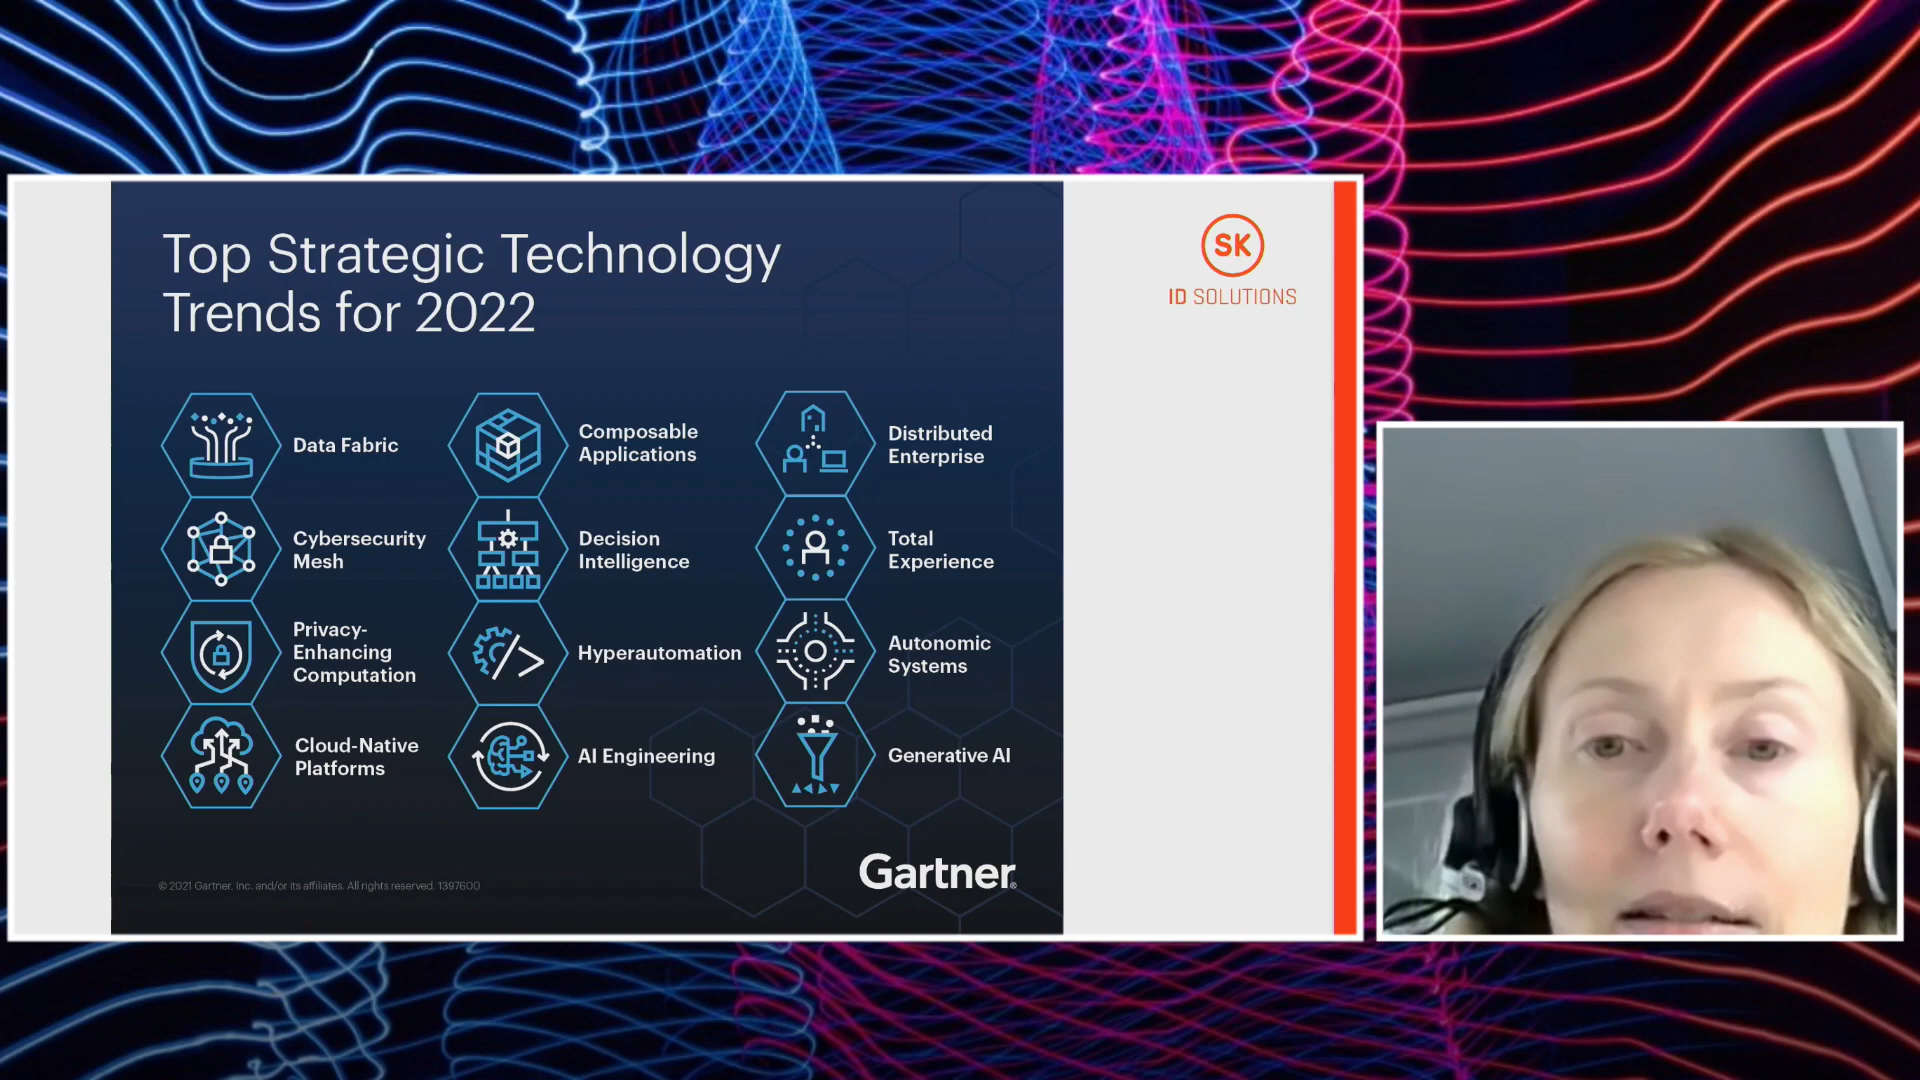 Top Strategic Technology
Trends for 2022
SK
ID SOLUTIONS
Data Fabric
Composable
Applications
Distributed
Enterprise
Cybersecurity
Mesh
Decision
Intelligence
Total
Experience
Privacy-
Enhancing
Computation
Hyperautomation
Autonomic
Systems
Cloud-Native
Platforms
AI Engineering
Generative AI
Gartner®
© 2021 Gartner, Inc. and/or its affiliates. All rights reserved. 1397600